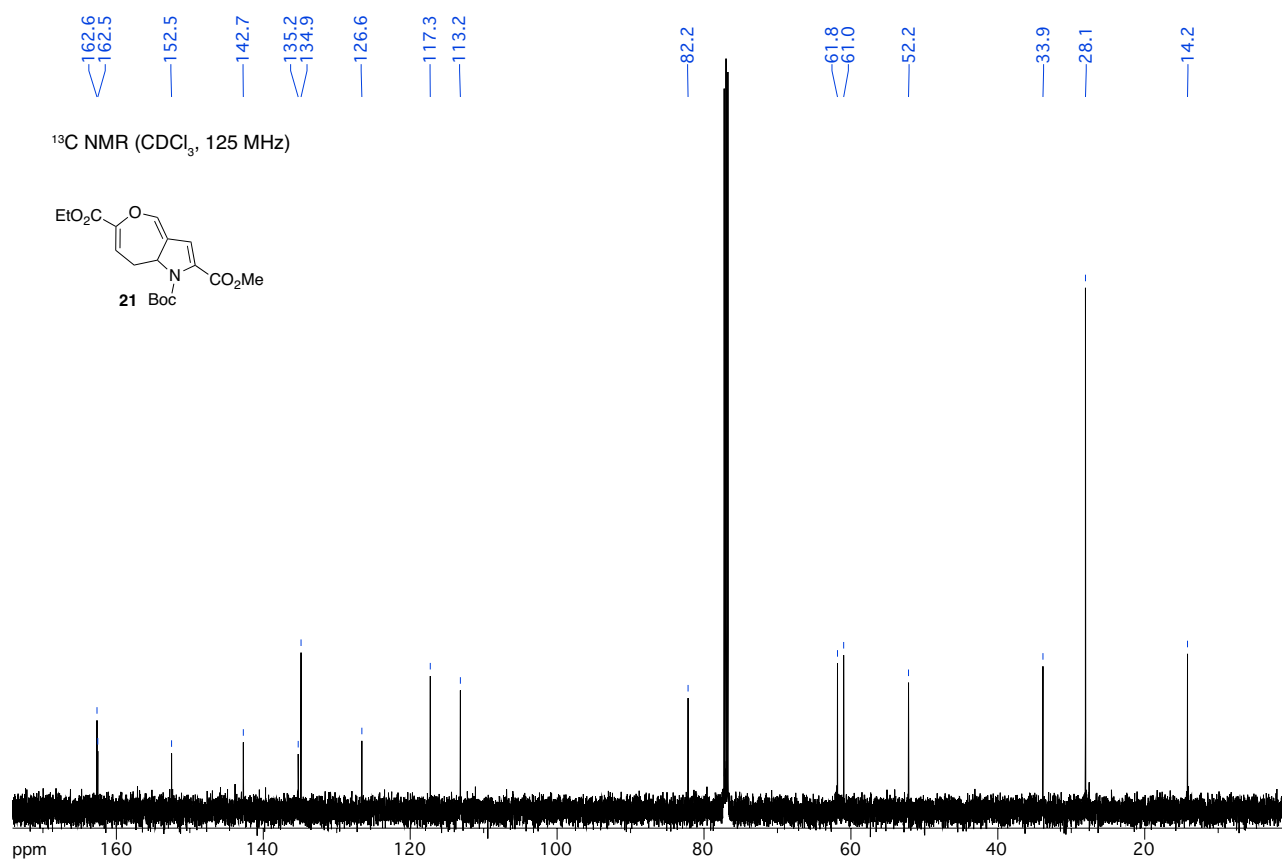 162.6
162.5
152.5
142.7
135.2
134.9
126.6
117.3
113.2
82.2
61.8
61.0
52.2
33.9
28.1
14.2
¹³C NMR (CDCl₃, 125 MHz)
EtO₂C
O
N
CO₂Me
21 Boc
ppm 160 140 120 100 80 60 40 20